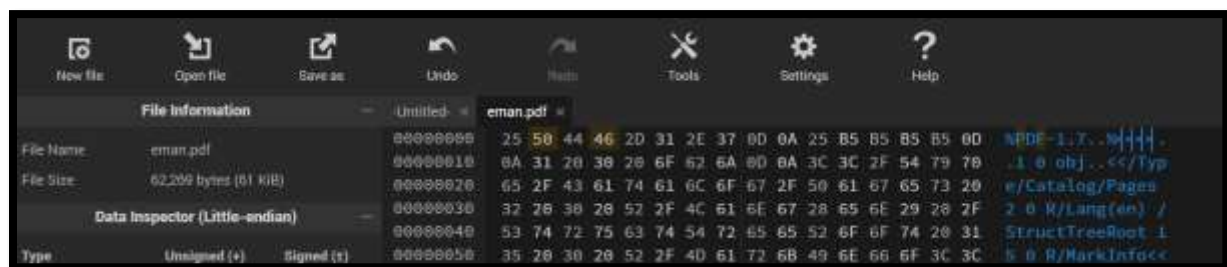 New file Open file Save as Undo Redo Tools Settings Help
File Information Untitled- × eman.pdf ×
00000000 25 50 44 46 2D 31 2E 37 0D 0A 25 B5 B5 B5 B5 0D %PDF-1.7..%
File Name eman.pdf 00000010 0A 31 20 30 20 6F 62 6A 0D 0A 3C 3C 2F 54 79 70 .1 0 obj..<</Typ
File Size 62,269 bytes (61 KiB) 00000020 65 2F 43 61 74 61 6C 6F 67 2F 50 61 67 65 73 20 e/Catalog/Pages
Data Inspector (Little-endian) 00000030 32 20 30 20 52 2F 4C 61 6E 67 28 65 6E 29 20 2F 2 0 R/Lang(en) /
00000040 53 74 72 75 63 74 54 72 65 65 52 6F 6F 74 20 31 StructTreeRoot 1
Type Unsigned (+) Signed (±) 00000050 35 20 30 20 52 2F 4D 61 72 6B 49 6E 66 6F 3C 3C 5 0 R/MarkInfo<<